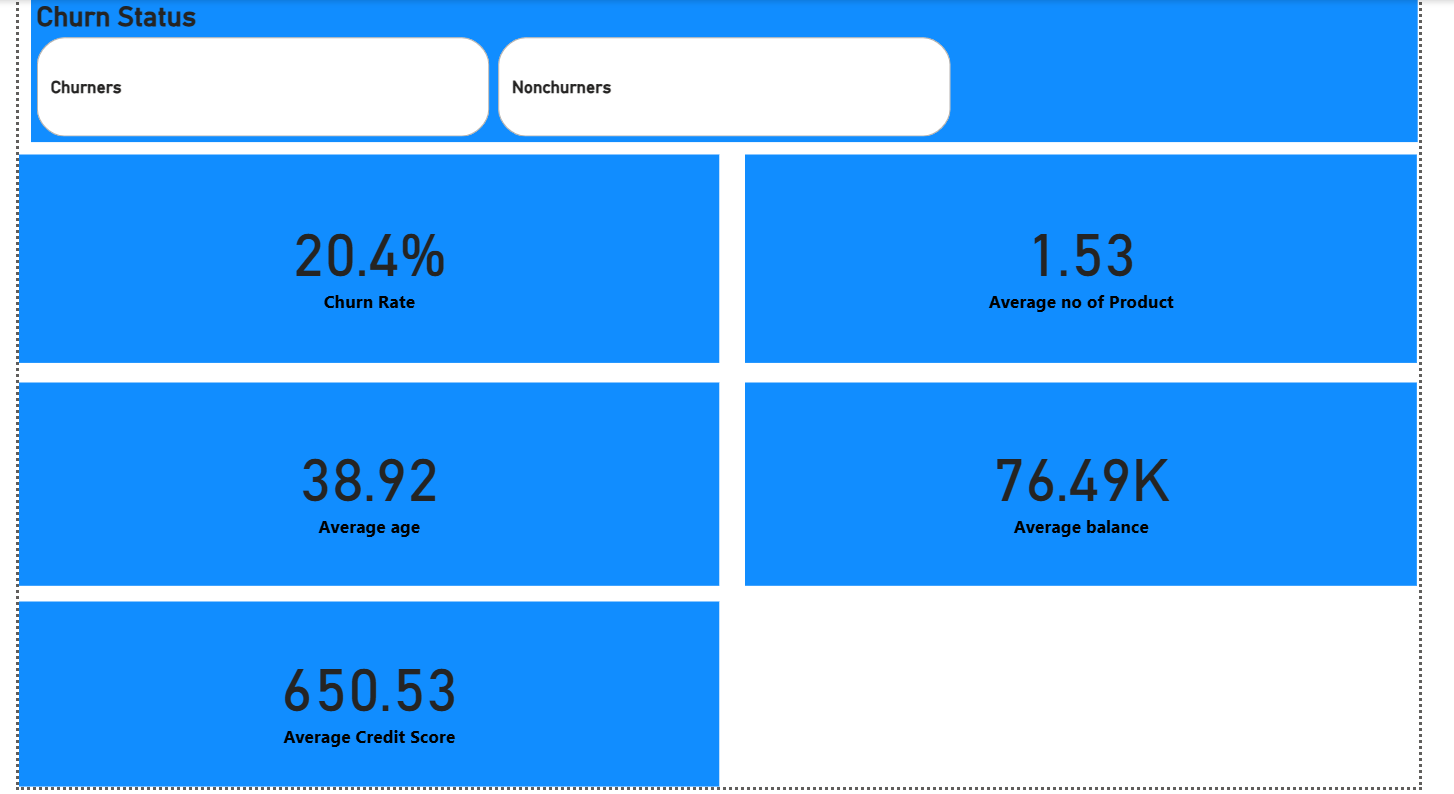 Churn Status
Churners
Nonchurners
20.4%
Churn Rate
1.53
Average no of Product
38.92
Average age
76.49K
Average balance
650.53
Average Credit Score